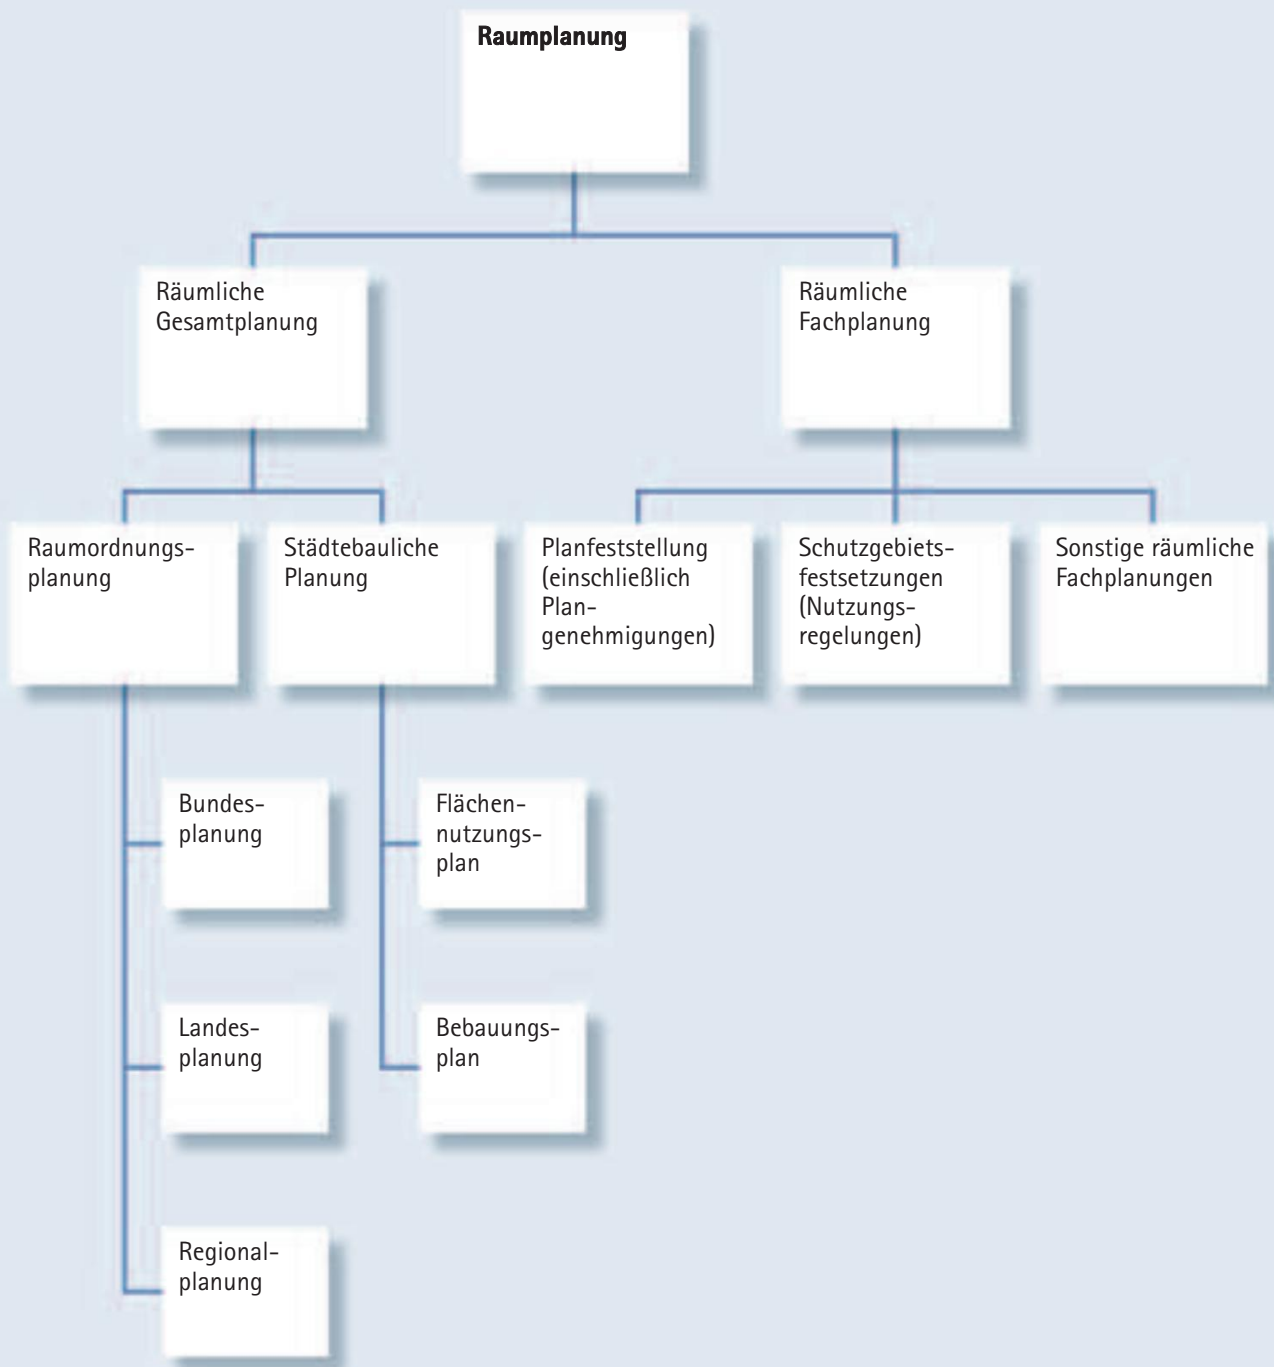 Raumplanung
Räumliche
Gesamtplanung
Räumliche
Fachplanung
Raumordnungs-
planung
Städtebauliche
Planung
Planfeststellung
(einschließlich
Plan-
genehmigungen)
Schutzgebiets-
festsetzungen
(Nutzungs-
regelungen)
Sonstige räumliche
Fachplanungen
Bundes-
planung
Flächen-
nutzungs-
plan
Landes-
planung
Bebauungs-
plan
Regional-
planung